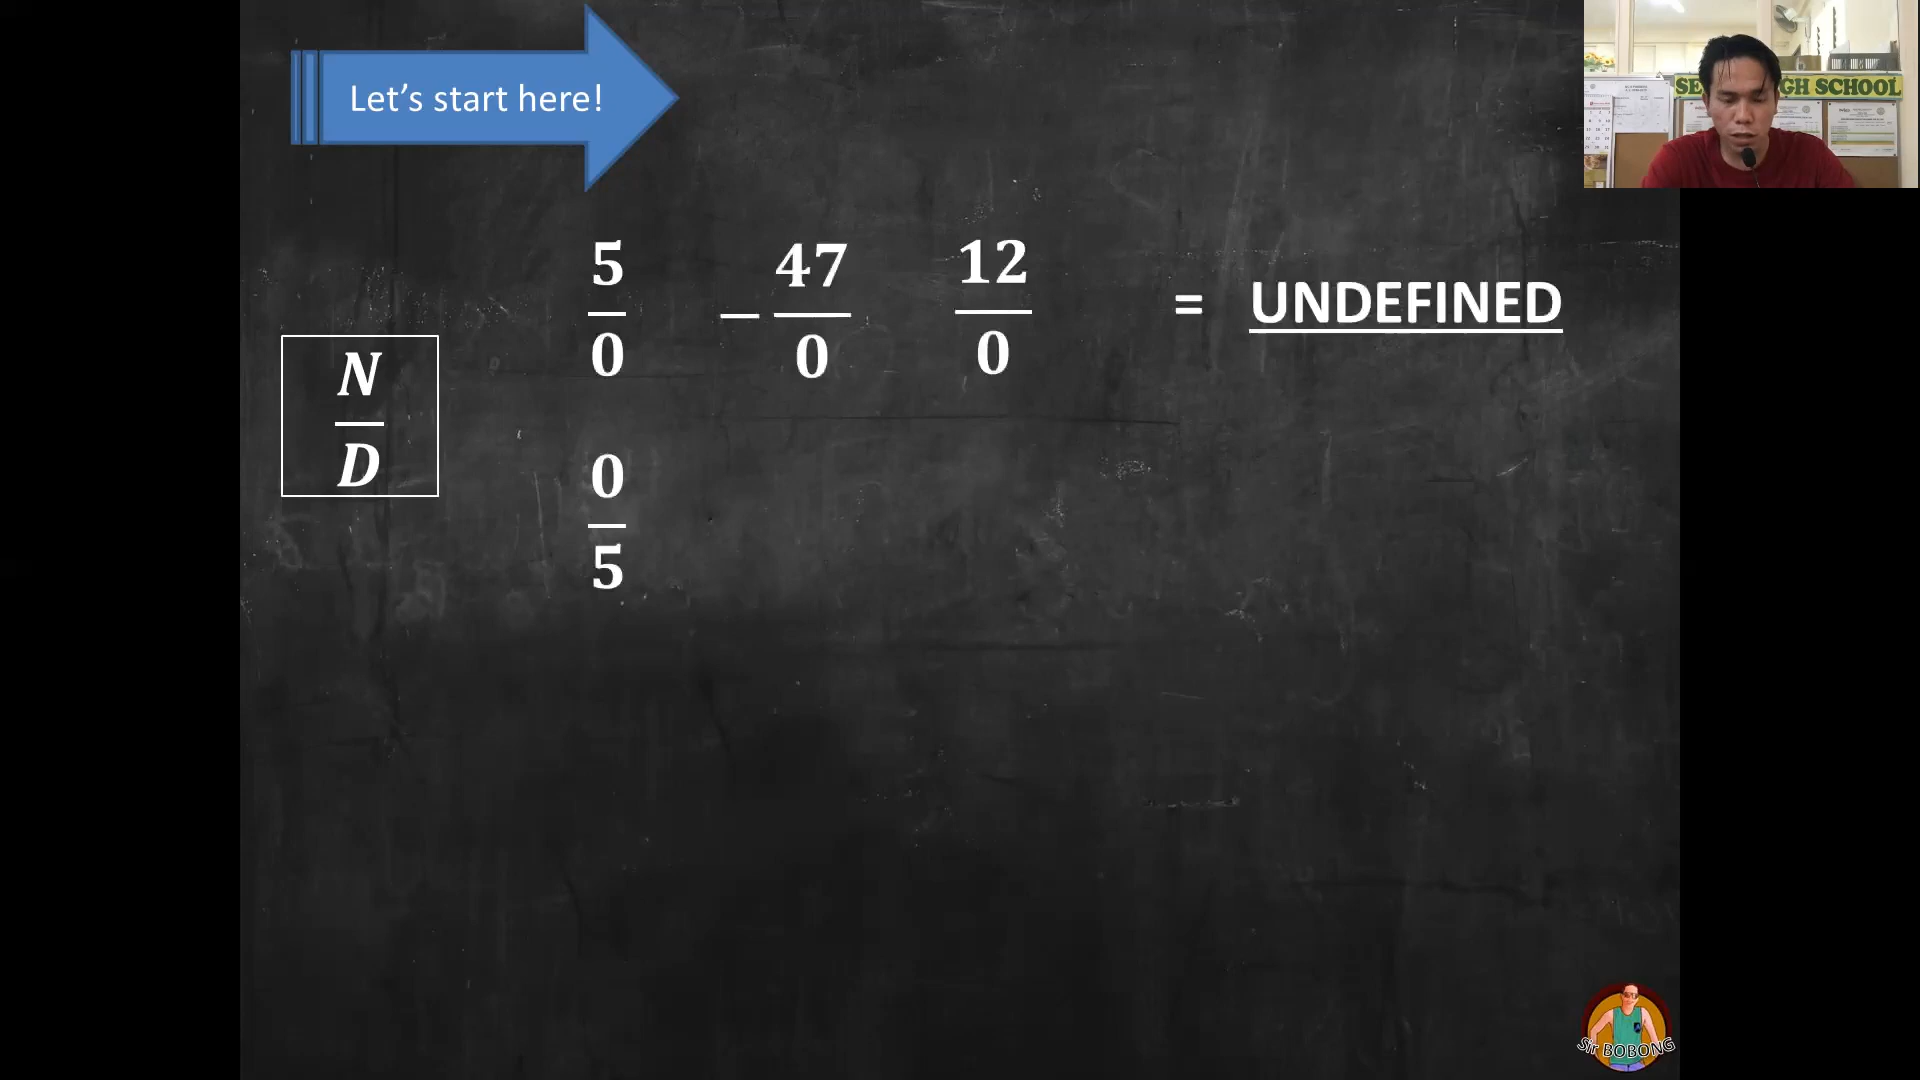 Let's start here!
SE GH SCHOOL
5/0 −47/0 12/0 = UNDEFINED
N/D
0/5
Sir BOBONG